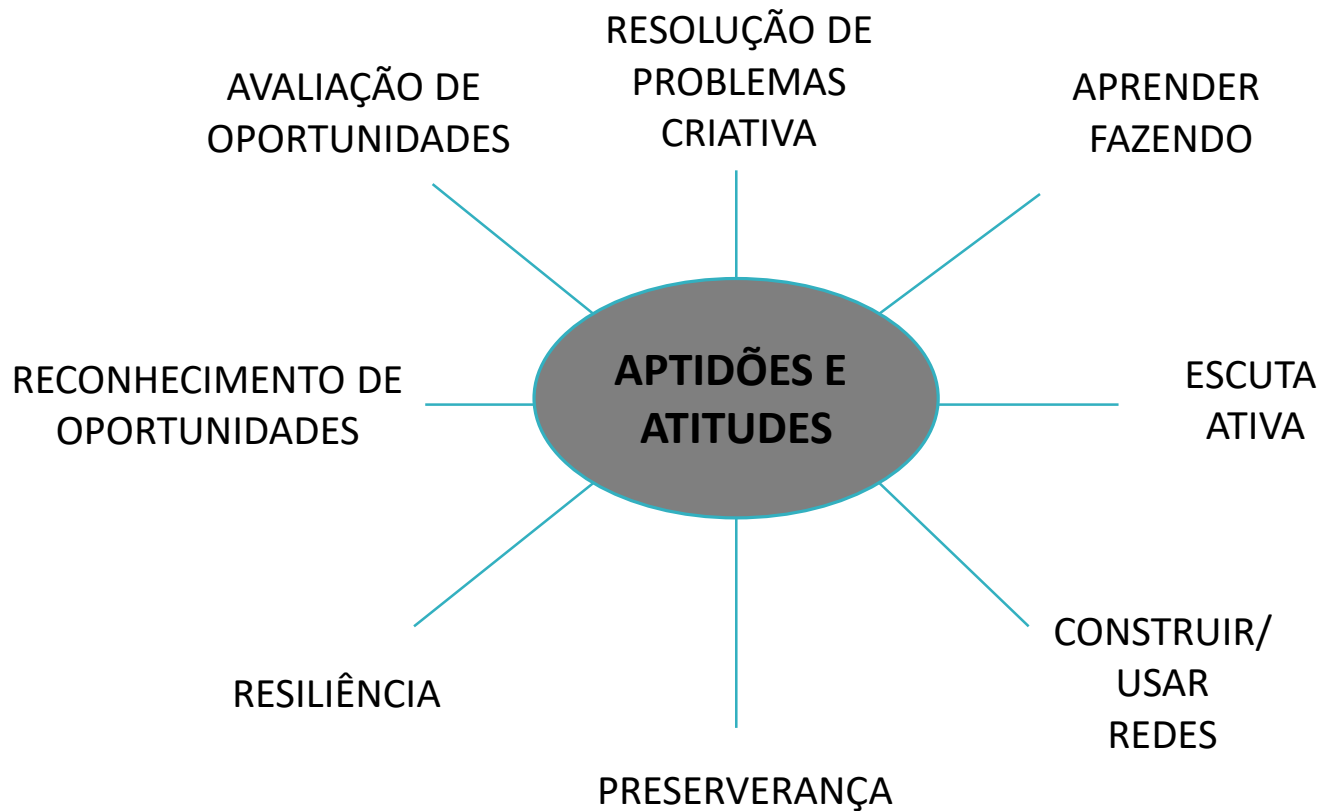 RESOLUÇÃO DE
PROBLEMAS
CRIATIVA
AVALIAÇÃO DE
OPORTUNIDADES
APRENDER
FAZENDO
RECONHECIMENTO DE
OPORTUNIDADES
APTIDÕES E
ATITUDES
ESCUTA
ATIVA
RESILIÊNCIA
CONSTRUIR/
USAR
REDES
PRESERVERANÇA